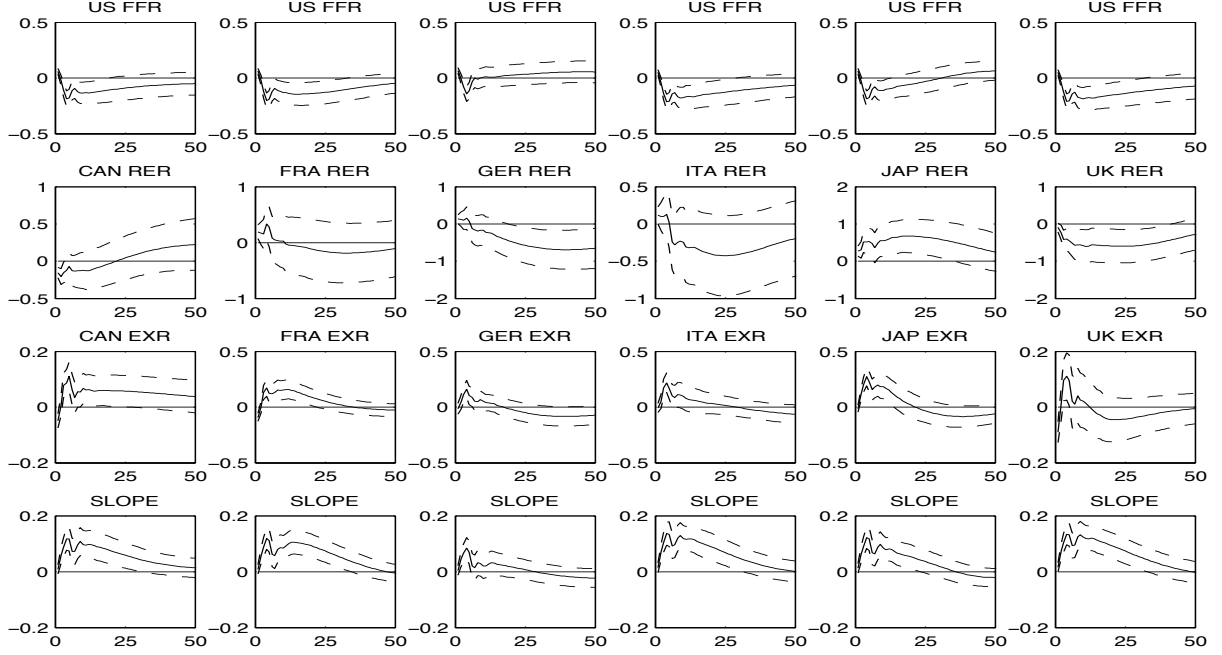 US FFR US FFR US FFR US FFR US FFR US FFR
0.5 0.5 0.5 0.5 0.5 0.5
0 0 0 0 0 0
−0.5 −0.5 −0.5 −0.5 −0.5 −0.5
0 25 50 0 25 50 0 25 50 0 25 50 0 25 50 0 25 50
CAN RER FRA RER GER RER ITA RER JAP RER UK RER
1 1 1 0.5 2 1
0.5 0 0 1 0
0 0 −1 0 −1
−0.5 −1 −2 −1 −1 −2
0 25 50 0 25 50 0 25 50 0 25 50 0 25 50 0 25 50
CAN EXR FRA EXR GER EXR ITA EXR JAP EXR UK EXR
0.2 0.5 0.5 0.5 0.5 0.2
0 0 0 0 0 0
−0.2 −0.5 −0.5 −0.5 −0.5 −0.2
0 25 50 0 25 50 0 25 50 0 25 50 0 25 50 0 25 50
SLOPE SLOPE SLOPE SLOPE SLOPE SLOPE
0.2 0.2 0.2 0.2 0.2 0.2
0 0 0 0 0 0
−0.2 −0.2 −0.2 −0.2 −0.2 −0.2
0 25 50 0 25 50 0 25 50 0 25 50 0 25 50 0 25 50